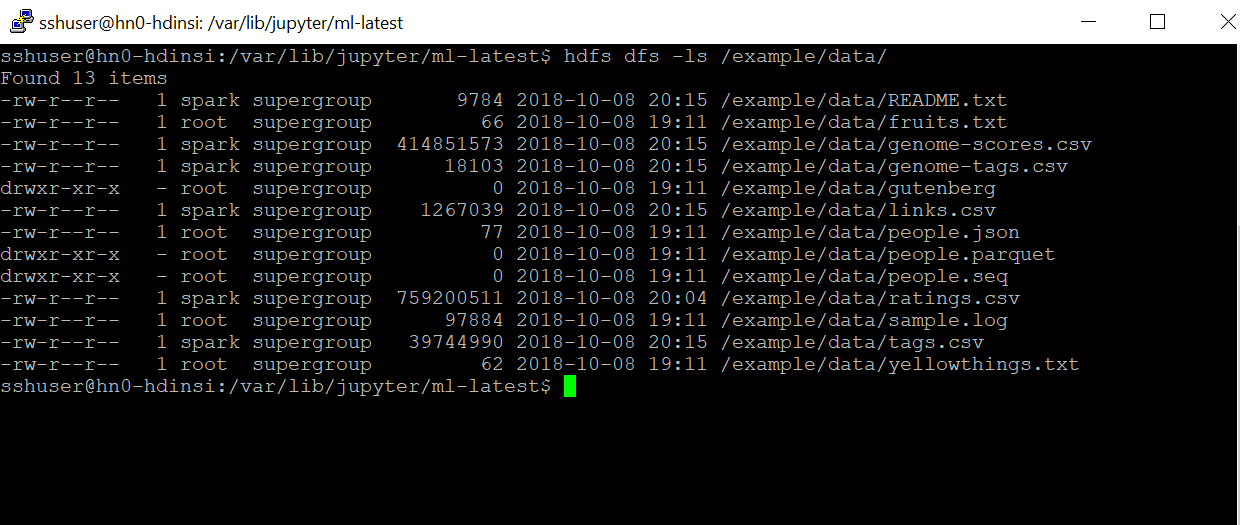 sshuser@hn0-hdinsi: /var/lib/jupyter/ml-latest
sshuser@hn0-hdinsi:/var/lib/jupyter/ml-latest$ hdfs dfs -ls /example/data/
Found 13 items
-rw-r--r--   1 spark supergroup       9784 2018-10-08 20:15 /example/data/README.txt
-rw-r--r--   1 root  supergroup         66 2018-10-08 19:11 /example/data/fruits.txt
-rw-r--r--   1 spark supergroup  414851573 2018-10-08 20:15 /example/data/genome-scores.csv
-rw-r--r--   1 spark supergroup      18103 2018-10-08 20:15 /example/data/genome-tags.csv
drwxr-xr-x   - root  supergroup          0 2018-10-08 19:11 /example/data/gutenberg
-rw-r--r--   1 spark supergroup    1267039 2018-10-08 20:15 /example/data/links.csv
-rw-r--r--   1 root  supergroup         77 2018-10-08 19:11 /example/data/people.json
drwxr-xr-x   - root  supergroup          0 2018-10-08 19:11 /example/data/people.parquet
drwxr-xr-x   - root  supergroup          0 2018-10-08 19:11 /example/data/people.seq
-rw-r--r--   1 spark supergroup  759200511 2018-10-08 20:04 /example/data/ratings.csv
-rw-r--r--   1 root  supergroup      97884 2018-10-08 19:11 /example/data/sample.log
-rw-r--r--   1 spark supergroup   39744990 2018-10-08 20:15 /example/data/tags.csv
-rw-r--r--   1 root  supergroup         62 2018-10-08 19:11 /example/data/yellowthings.txt
sshuser@hn0-hdinsi:/var/lib/jupyter/ml-latest$